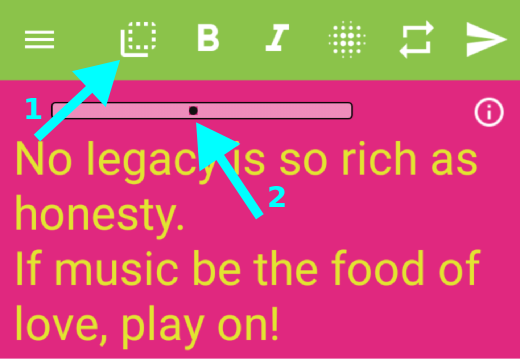 B I
1
2
No legacy is so rich as
honesty.
If music be the food of
love, play on!